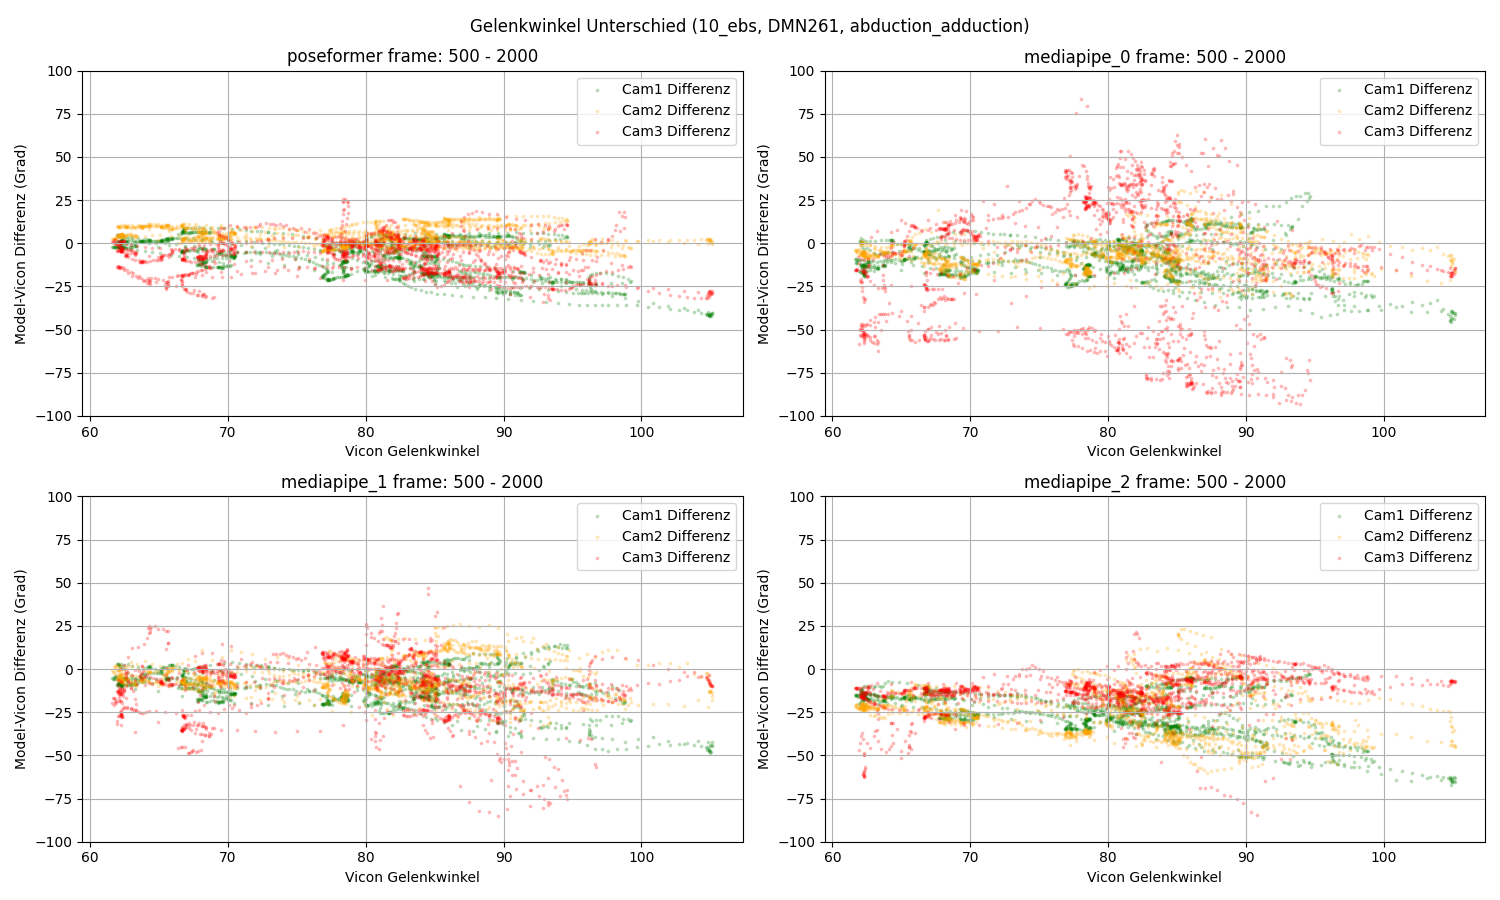 Gelenkwinkel Unterschied (10_ebs, DMN261, abduction_adduction)
poseformer frame: 500 - 2000
100
75
50
25
0
−25
−50
−75
−100
Model-Vicon Differenz (Grad)
Cam1 Differenz
Cam2 Differenz
Cam3 Differenz
60 70 80 90 100
Vicon Gelenkwinkel
mediapipe_0 frame: 500 - 2000
100
75
50
25
0
−25
−50
−75
−100
Model-Vicon Differenz (Grad)
Cam1 Differenz
Cam2 Differenz
Cam3 Differenz
60 70 80 90 100
Vicon Gelenkwinkel
mediapipe_1 frame: 500 - 2000
100
75
50
25
0
−25
−50
−75
−100
Model-Vicon Differenz (Grad)
Cam1 Differenz
Cam2 Differenz
Cam3 Differenz
60 70 80 90 100
Vicon Gelenkwinkel
mediapipe_2 frame: 500 - 2000
100
75
50
25
0
−25
−50
−75
−100
Model-Vicon Differenz (Grad)
Cam1 Differenz
Cam2 Differenz
Cam3 Differenz
60 70 80 90 100
Vicon Gelenkwinkel